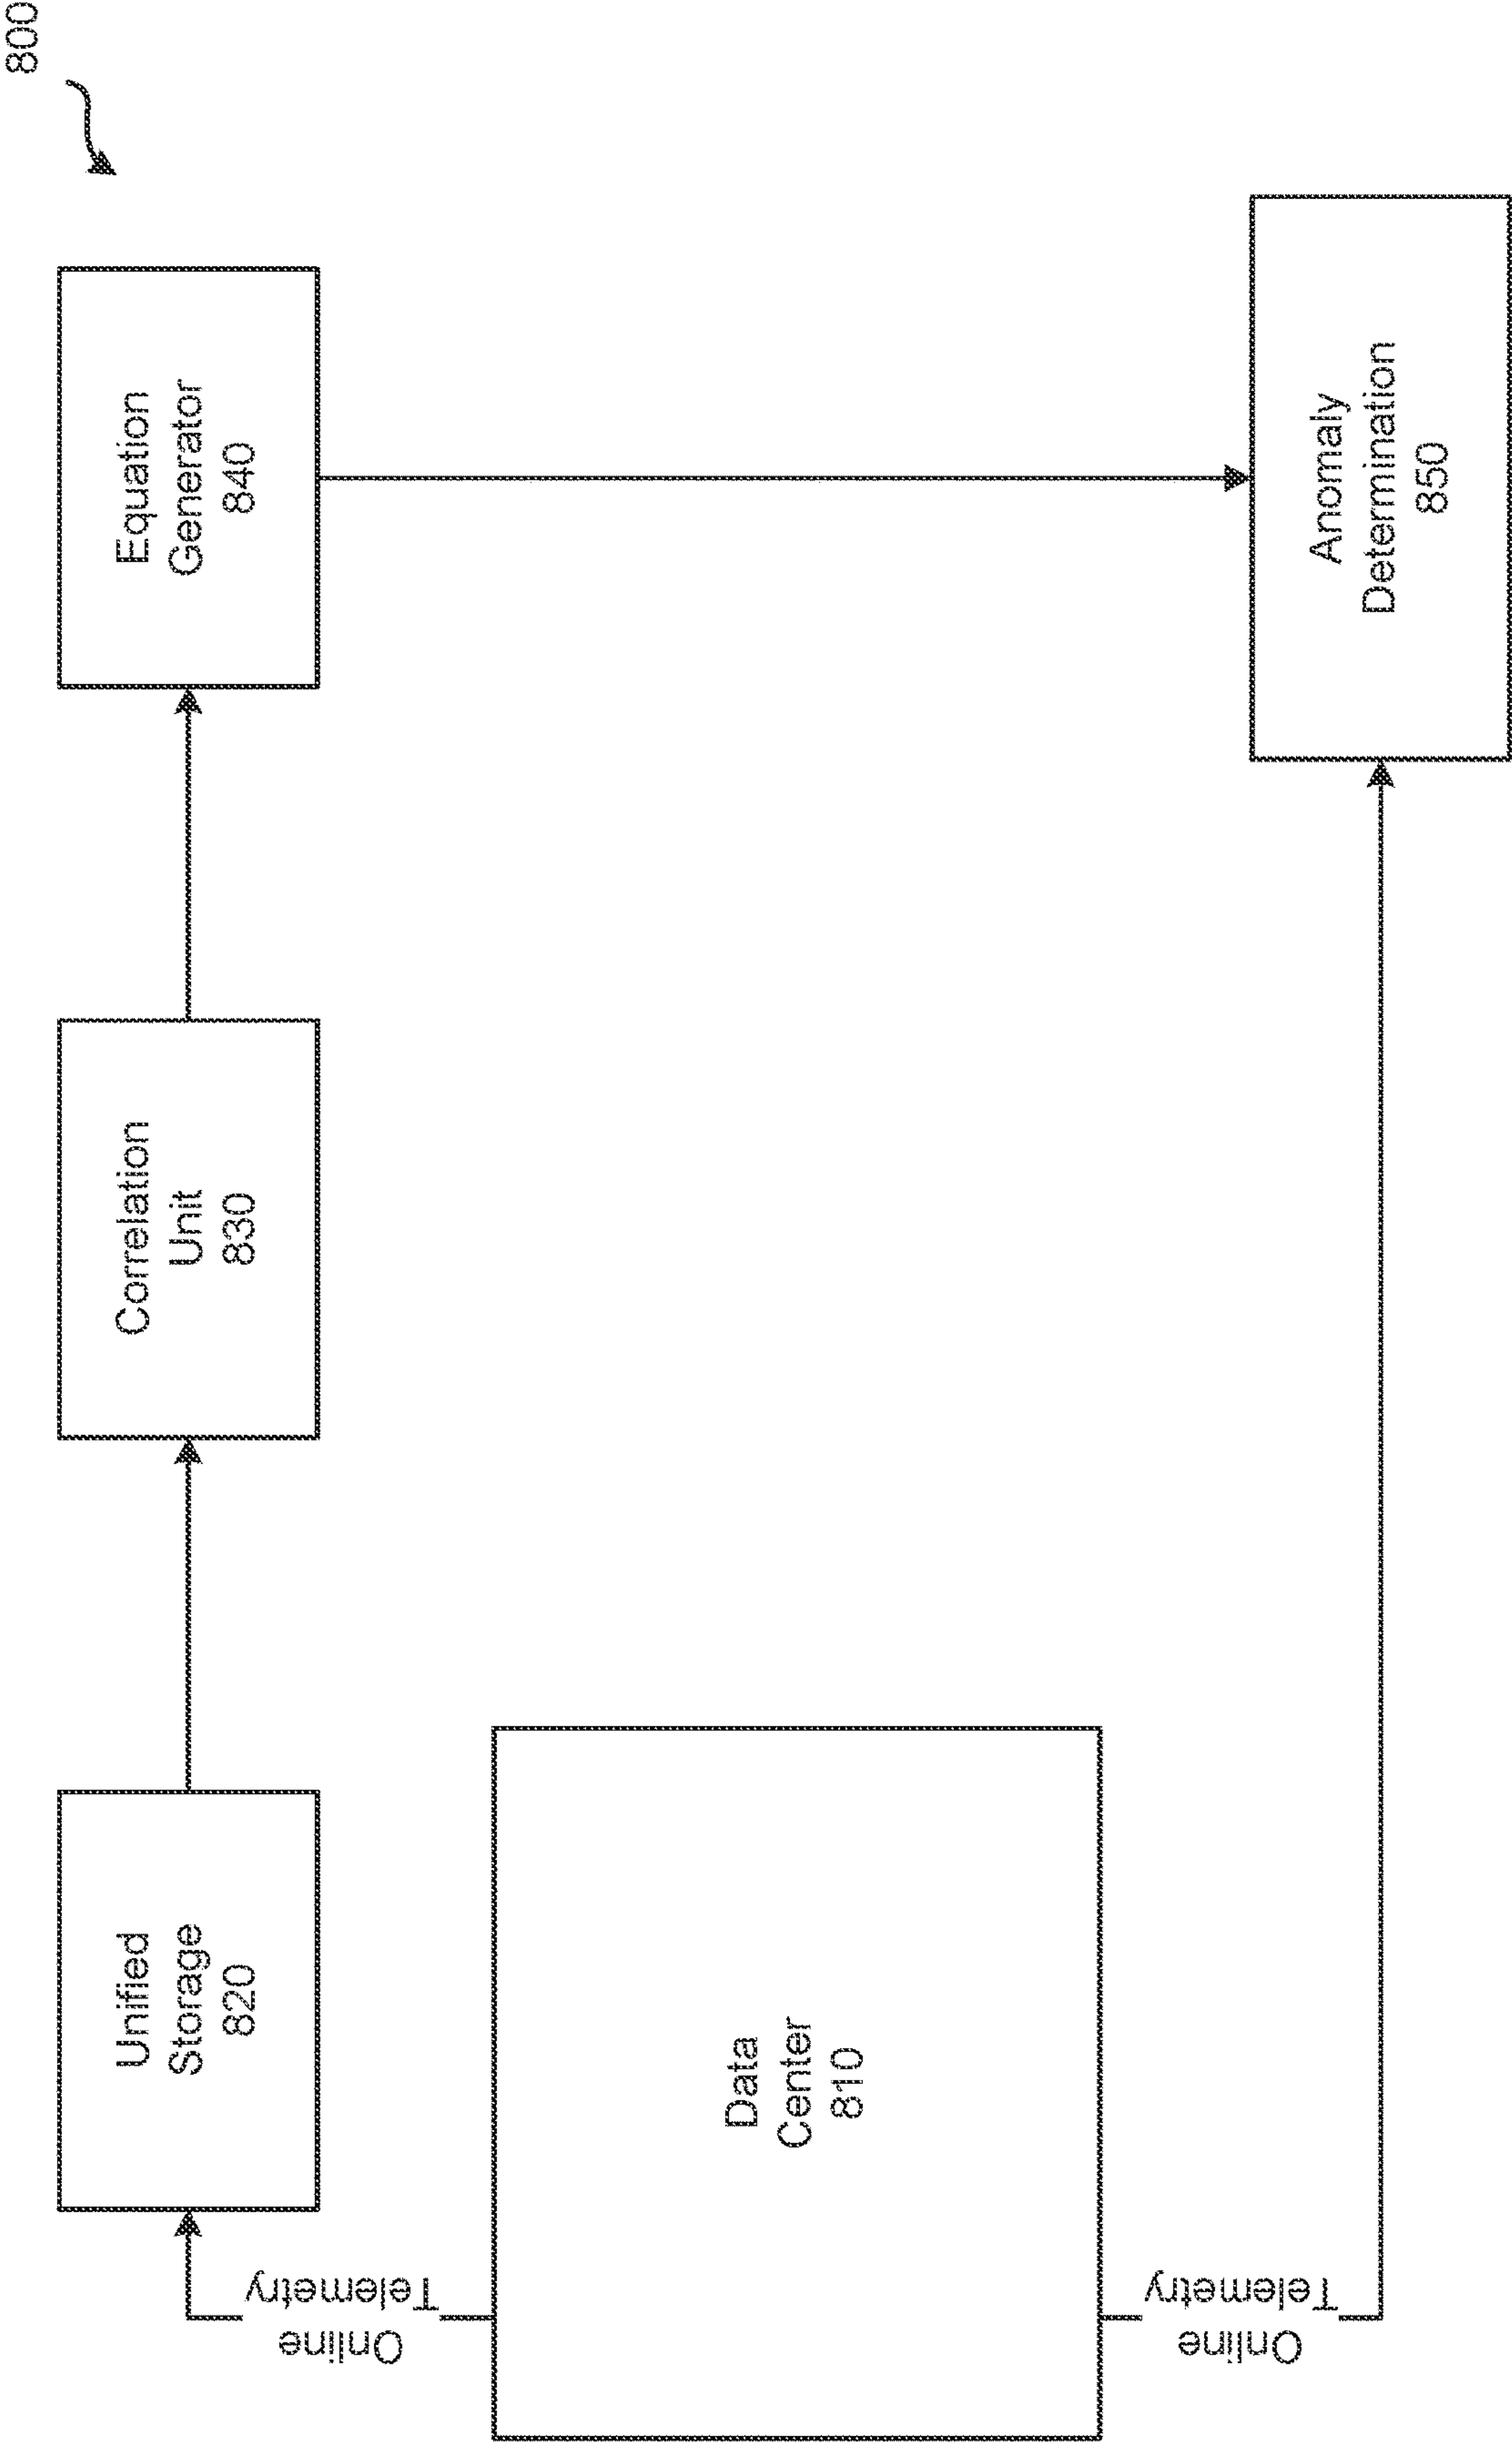 800
Unified
Storage
820
Correlation
Unit
830
Equation
Generator
840
Online
Telemetry
Data
Center
810
Online
Telemetry
Anomaly
Determination
850